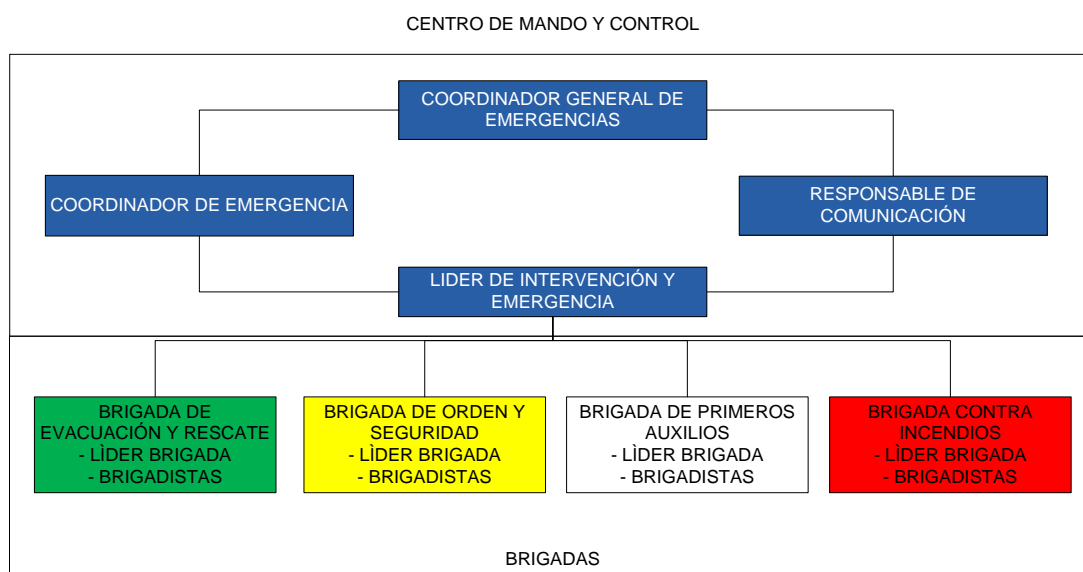 CENTRO DE MANDO Y CONTROL
COORDINADOR GENERAL DE
EMERGENCIAS
COORDINADOR DE EMERGENCIA
RESPONSABLE DE
COMUNICACIÓN
LIDER DE INTERVENCIÓN Y
EMERGENCIA
BRIGADA DE
EVACUACIÓN Y RESCATE
- LÌDER BRIGADA
- BRIGADISTAS
BRIGADA DE ORDEN Y
SEGURIDAD
- LÌDER BRIGADA
- BRIGADISTAS
BRIGADA DE PRIMEROS
AUXILIOS
- LÌDER BRIGADA
- BRIGADISTAS
BRIGADA CONTRA
INCENDIOS
- LÌDER BRIGADA
- BRIGADISTAS
BRIGADAS